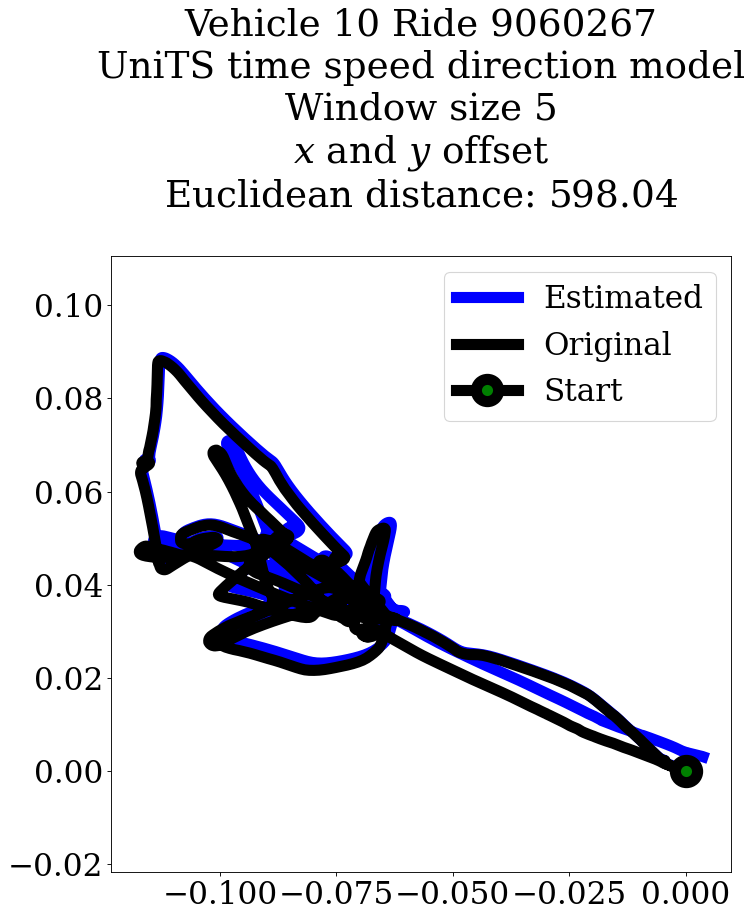 Vehicle 10 Ride 9060267
UniTS time speed direction model
Window size 5
x and y offset
Euclidean distance: 598.04
Estimated
Original
Start
0.10
0.08
0.06
0.04
0.02
0.00
−0.02
−0.100 −0.075 −0.050 −0.025 0.000